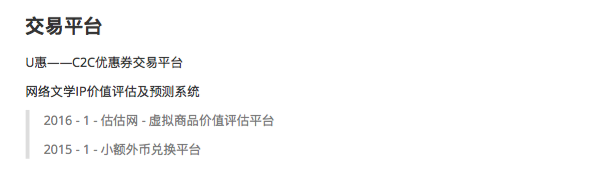 交易平台
U惠——C2C优惠券交易平台
网络文学IP价值评估及预测系统
2016 - 1 - 估估网 - 虚拟商品价值评估平台
2015 - 1 - 小额外币兑换平台